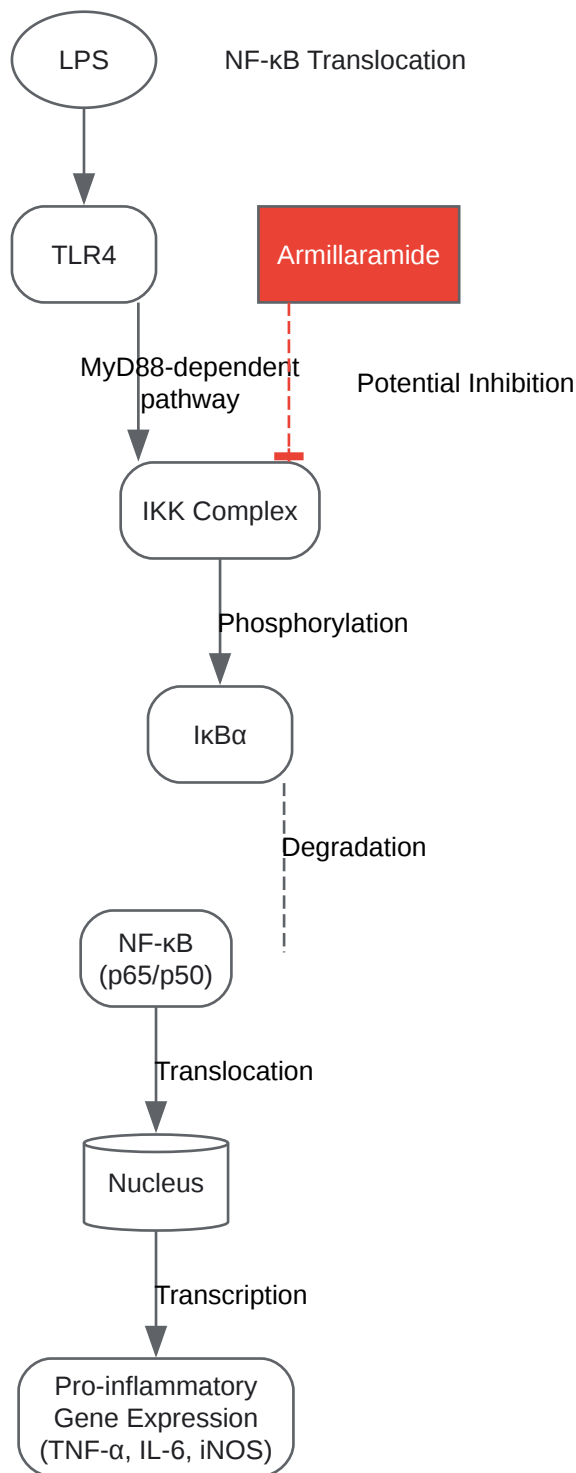 LPS
NF-κB Translocation
TLR4
Armillaramide
MyD88-dependent
pathway
Potential Inhibition
IKK Complex
Phosphorylation
IκBα
Degradation
NF-κB
(p65/p50)
Translocation
Nucleus
Transcription
Pro-inflammatory
Gene Expression
(TNF-α, IL-6, iNOS)